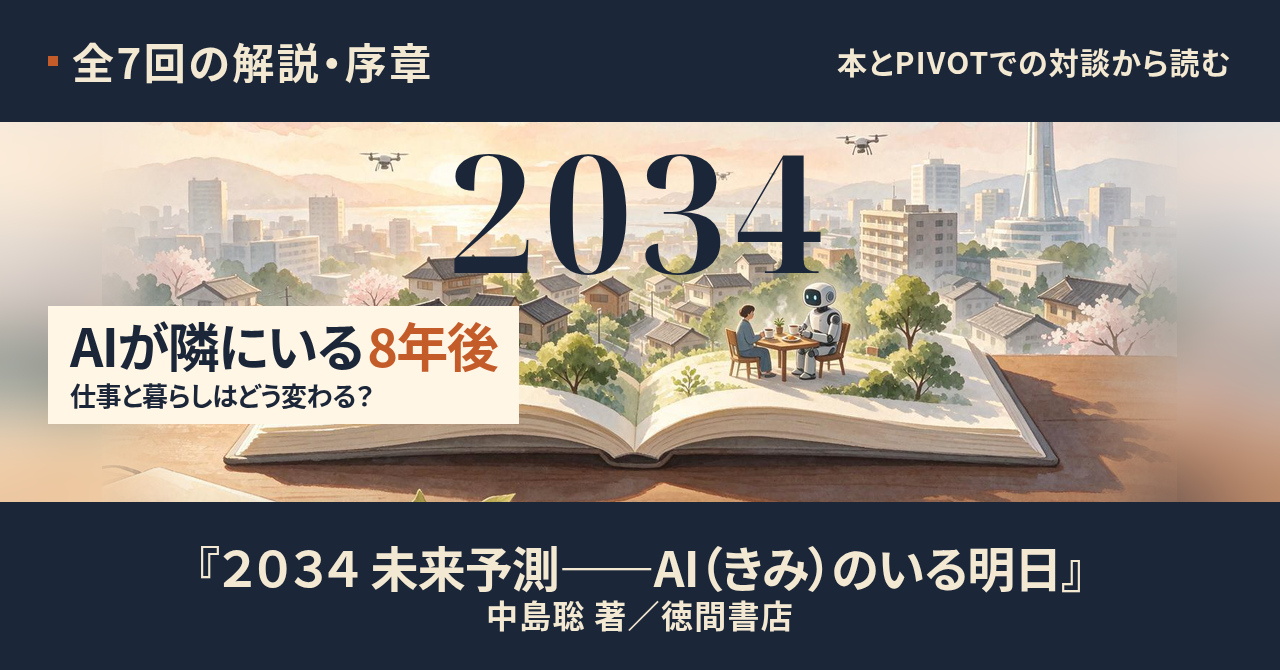 全7回の解説・序章
本とPIVOTでの対談から読む
2034
AIが隣にいる8年後
仕事と暮らしはどう変わる?
『2034 未来予測――AI(きみ)のいる明日』
中島聡 著／徳間書店